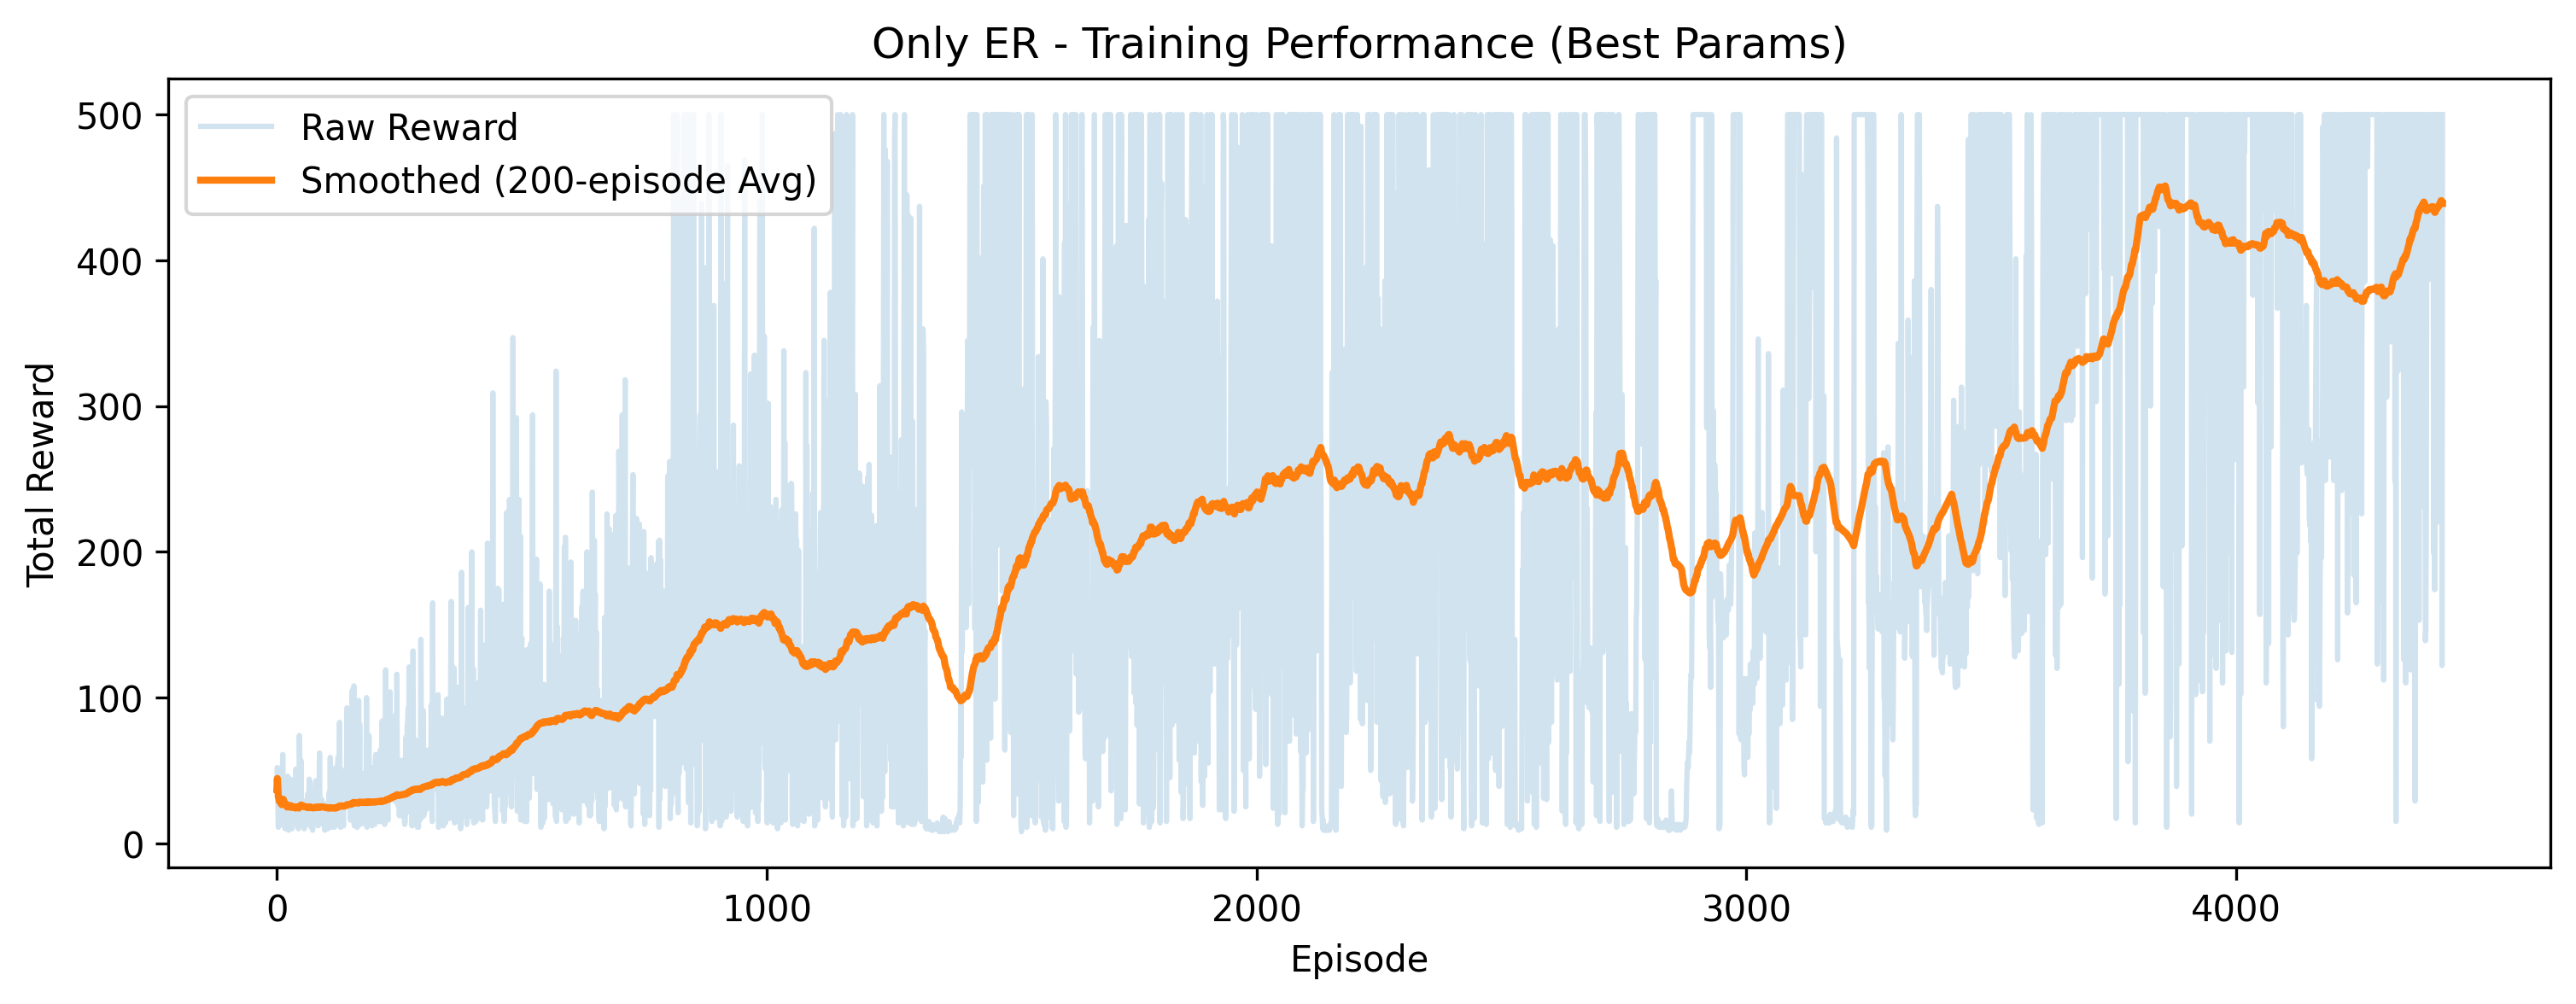 Only ER - Training Performance (Best Params)
Raw Reward
Smoothed (200-episode Avg)
Total Reward
500
400
300
200
100
0
0 1000 2000 3000 4000
Episode